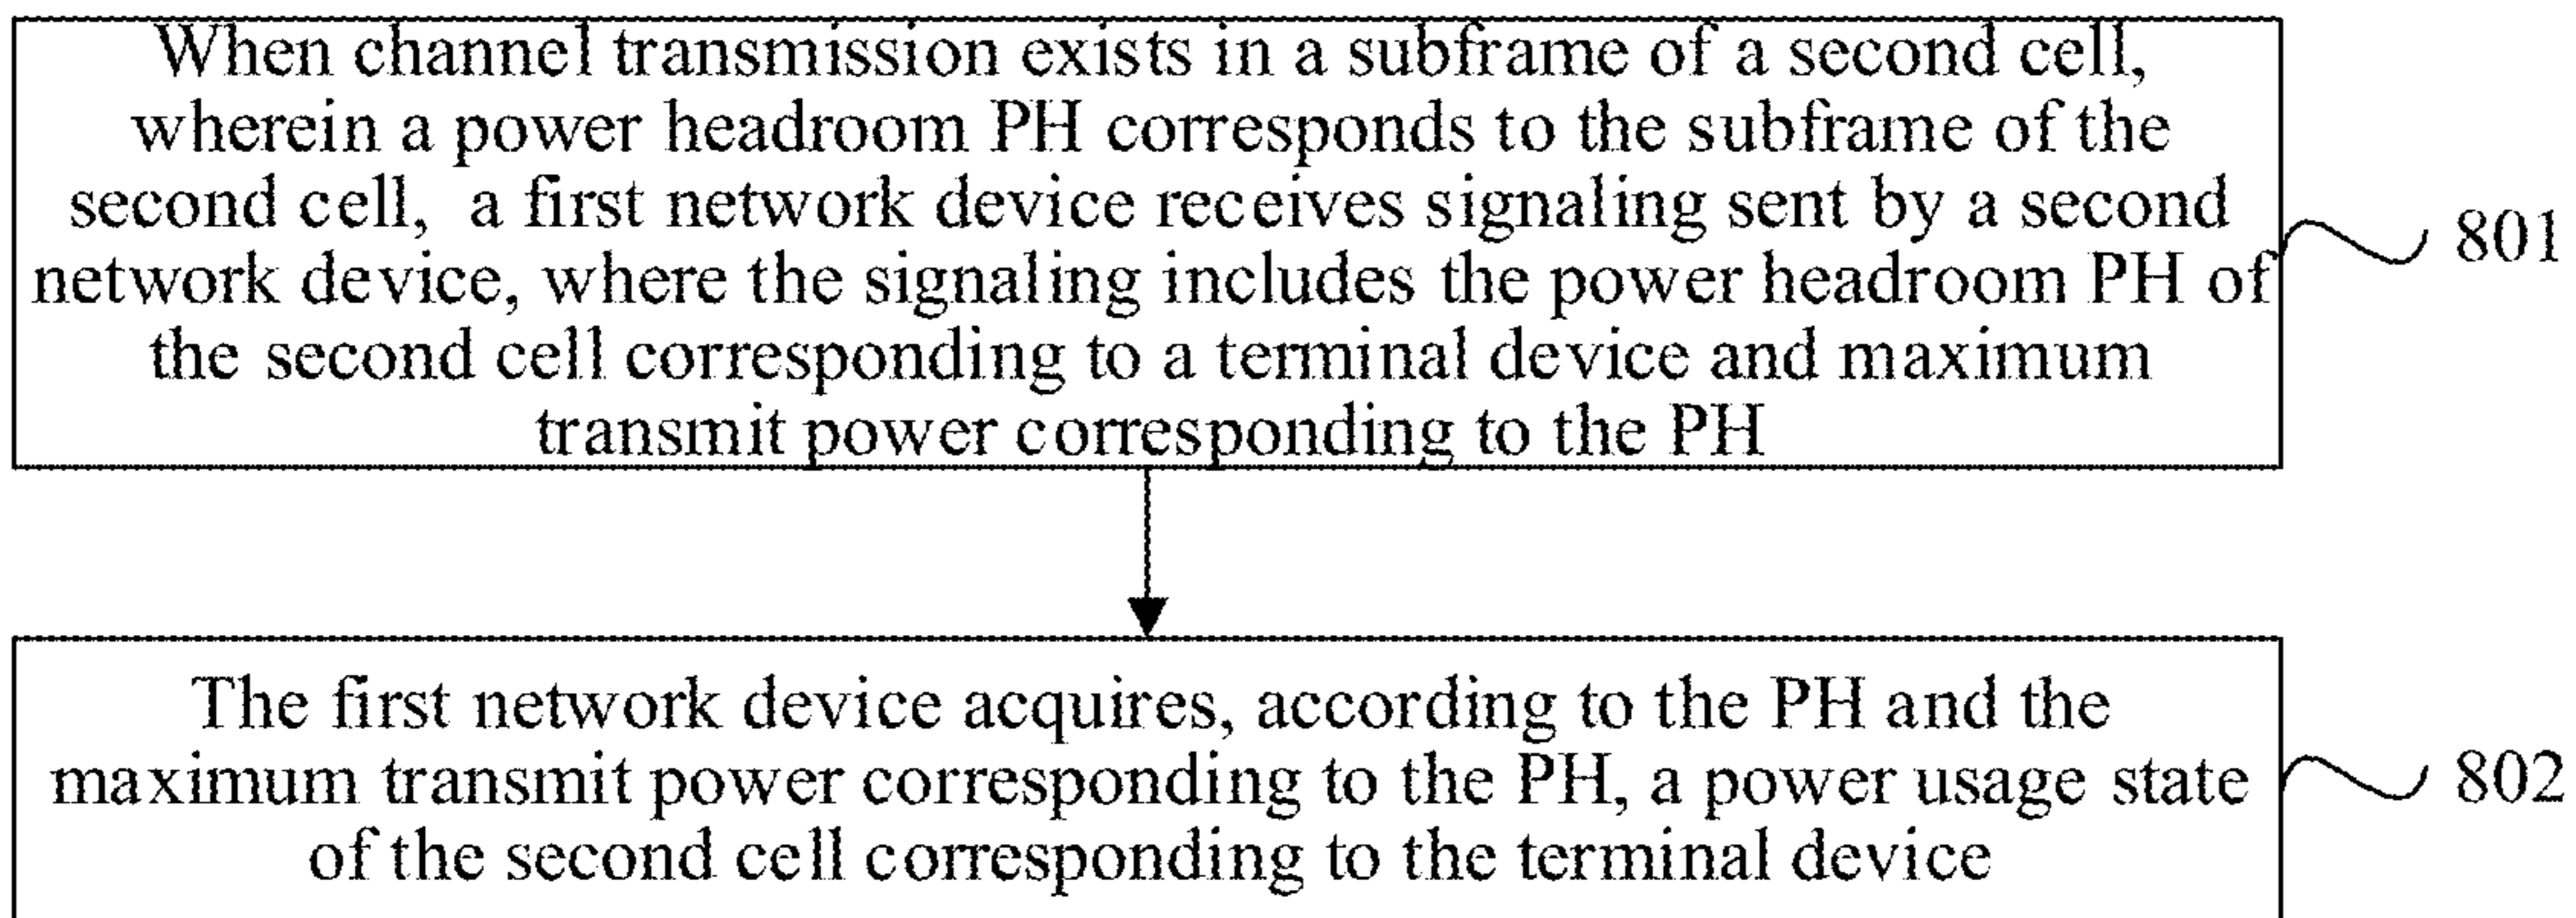 When channel transmission exists in a subframe of a second cell,
wherein a power headroom PH corresponds to the subframe of the
second cell, a first network device receives signaling sent by a second
network device, where the signaling includes the power headroom PH of
the second cell corresponding to a terminal device and maximum
transmit power corresponding to the PH
801
The first network device acquires, according to the PH and the
maximum transmit power corresponding to the PH, a power usage state
of the second cell corresponding to the terminal device
802